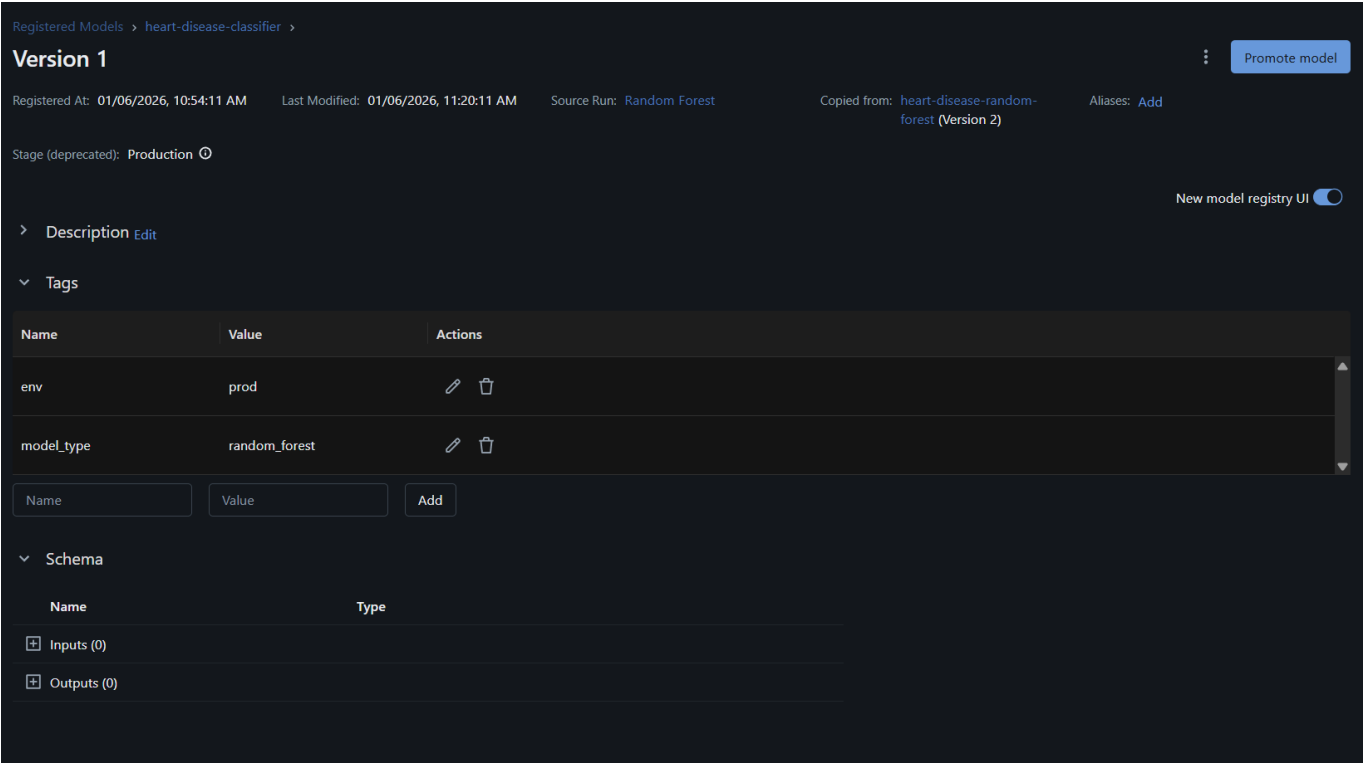 Registered Models › heart-disease-classifier ›
Version 1
Promote model
Registered At: 01/06/2026, 10:54:11 AM Last Modified: 01/06/2026, 11:20:11 AM Source Run: Random Forest Copied from: heart-disease-random-
forest (Version 2)
Aliases: Add
Stage (deprecated): Production
New model registry UI
Description Edit
Tags
Name Value Actions
env prod
model_type random_forest
Name Value Add
Schema
Name Type
Inputs (0)
Outputs (0)